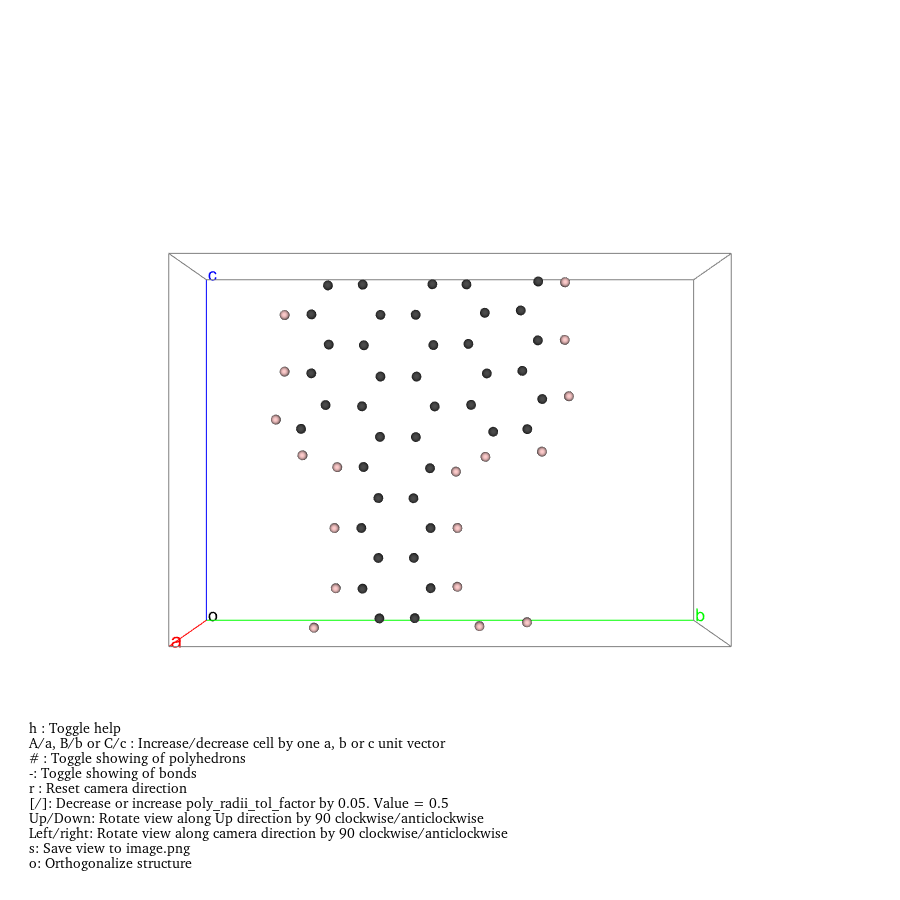 c
o
b
a
h : Toggle help
A/a, B/b or C/c : Increase/decrease cell by one a, b or c unit vector
# : Toggle showing of polyhedrons
-: Toggle showing of bonds
r : Reset camera direction
[/]: Decrease or increase poly_radii_tol_factor by 0.05. Value = 0.5
Up/Down: Rotate view along Up direction by 90 clockwise/anticlockwise
Left/right: Rotate view along camera direction by 90 clockwise/anticlockwise
s: Save view to image.png
o: Orthogonalize structure